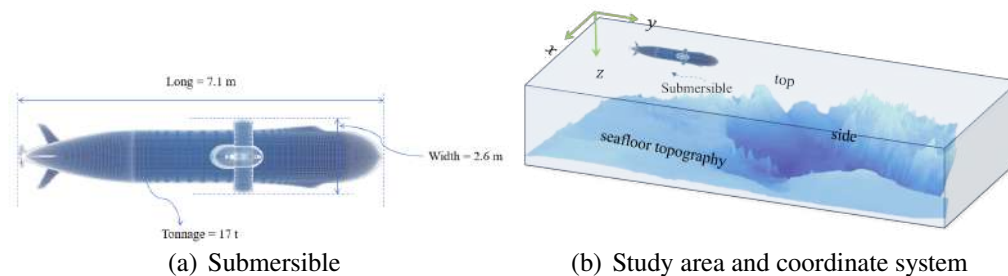 Long = 7.1 m
Width = 2.6 m
Tonnage = 17 t
(a) Submersible
x
y
z
Submersible
top
side
seafloor topography
(b) Study area and coordinate system